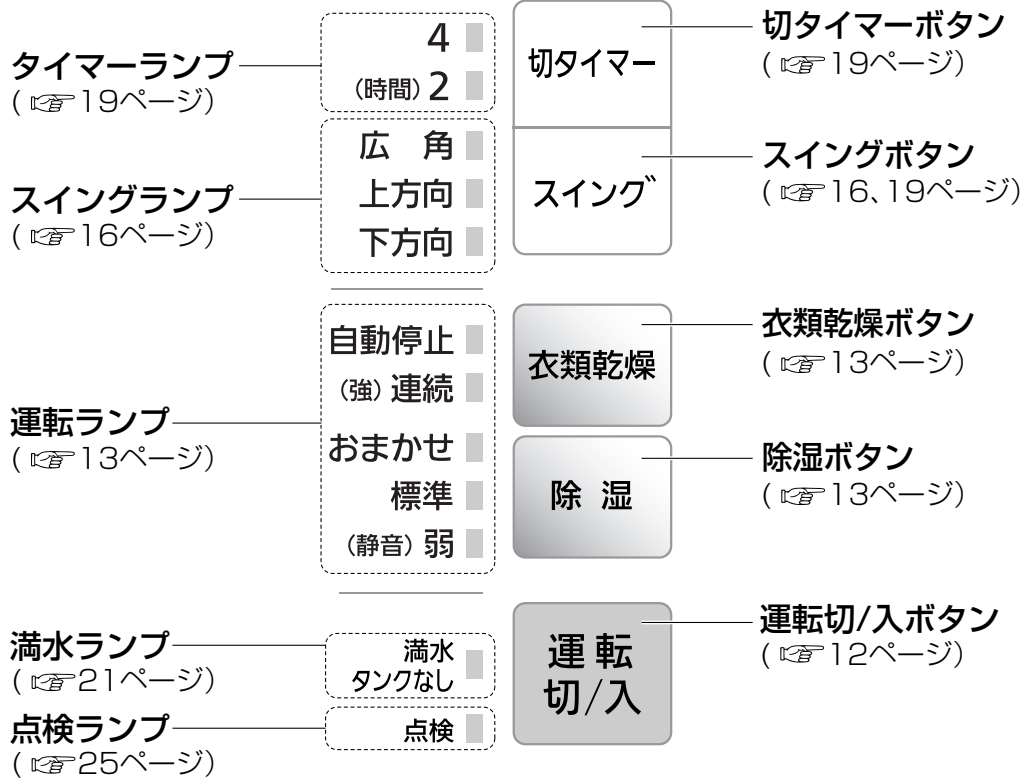 タイマーランプ
(☞19ページ)
スイングランプ
(☞16ページ)
運転ランプ
(☞13ページ)
満水ランプ
(☞21ページ)
点検ランプ
(☞25ページ)
4
(時間) 2
広 角
上方向
下方向
自動停止
(強) 連続
おまかせ
標準
(静音) 弱
満水
タンクなし
点検
切タイマー
スイング
衣類乾燥
除 湿
運 転
切/入
切タイマーボタン
(☞19ページ)
スイングボタン
(☞16、19ページ)
衣類乾燥ボタン
(☞13ページ)
除湿ボタン
(☞13ページ)
運転切/入ボタン
(☞12ページ)